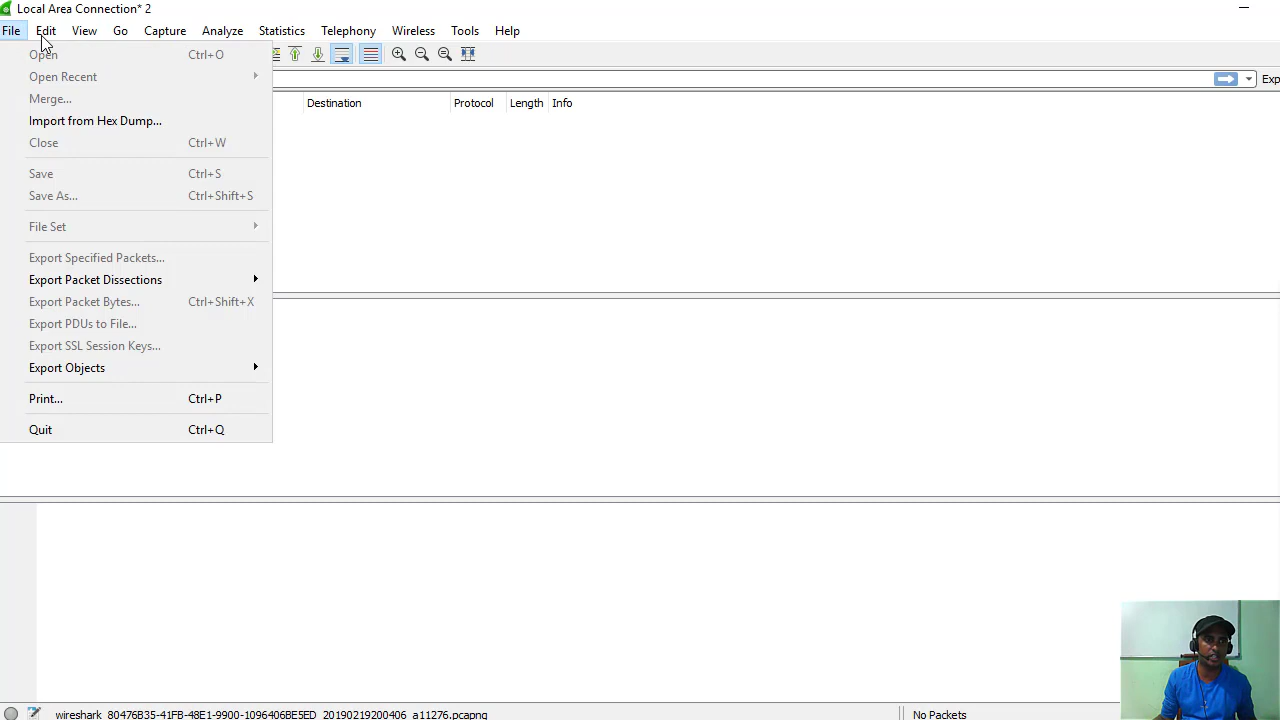 Local Area Connection* 2
File Edit View Go Capture Analyze Statistics Telephony Wireless Tools Help
Open Ctrl+O
Open Recent
Merge...
Import from Hex Dump...
Close Ctrl+W
Save Ctrl+S
Save As... Ctrl+Shift+S
File Set
Export Specified Packets...
Export Packet Dissections
Export Packet Bytes... Ctrl+Shift+X
Export PDUs to File...
Export SSL Session Keys...
Export Objects
Print... Ctrl+P
Quit Ctrl+Q
Exp
Destination Protocol Length Info
wireshark_80476B35-41FB-48E1-9900-1096406BE5ED_20190219200406_a11276.pcapng
No Packets